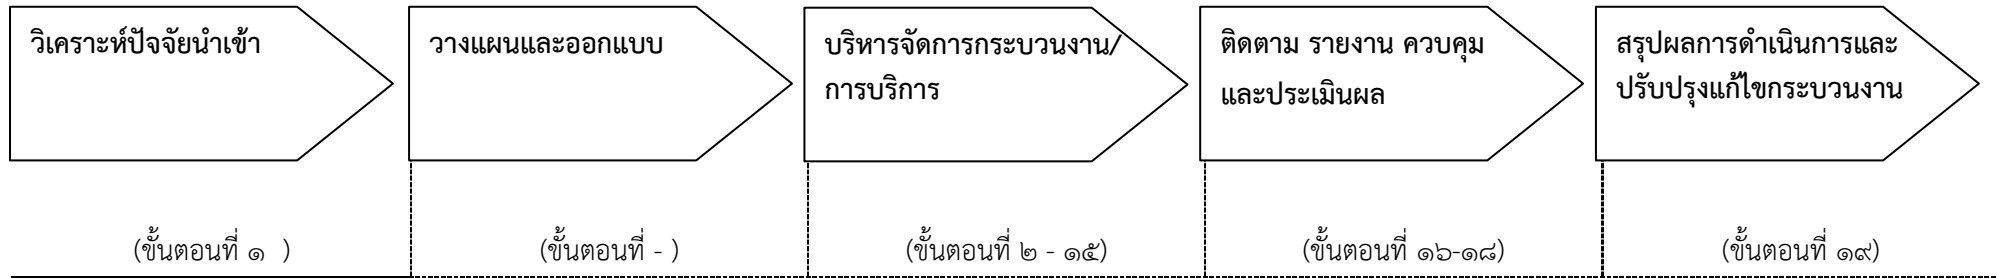 วิเคราะห์ปัจจัยนำเข้า
วางแผนและออกแบบ
บริหารจัดการกระบวนงาน/
การบริการ
ติดตาม รายงาน ควบคุม
และประเมินผล
สรุปผลการดำเนินการและ
ปรับปรุงแก้ไขกระบวนงาน
(ขั้นตอนที่ ๑ )
(ขั้นตอนที่ - )
(ขั้นตอนที่ ๒ - ๑๕)
(ขั้นตอนที่ ๑๖-๑๘)
(ขั้นตอนที่ ๑๙)